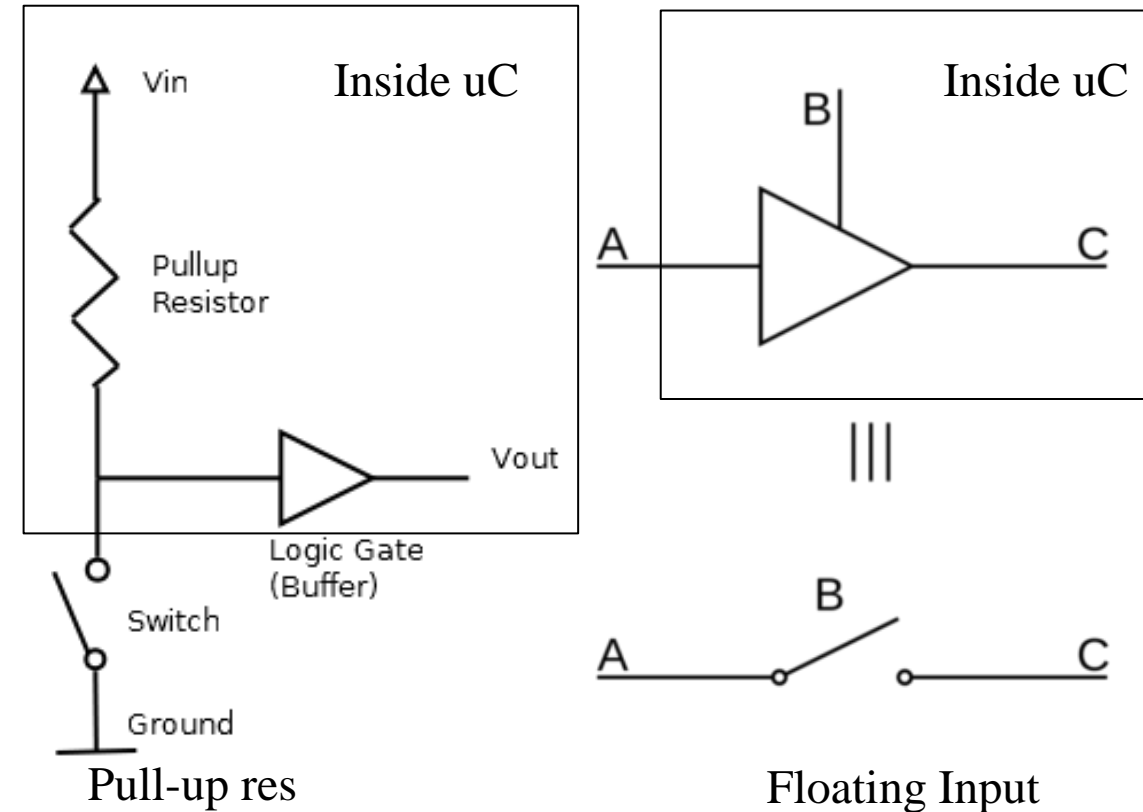 Vin
Inside uC
Pullup
Resistor
Vout
Logic Gate
(Buffer)
Switch
Ground
Pull-up res
Inside uC
B
A
C
B
A
C
Floating Input